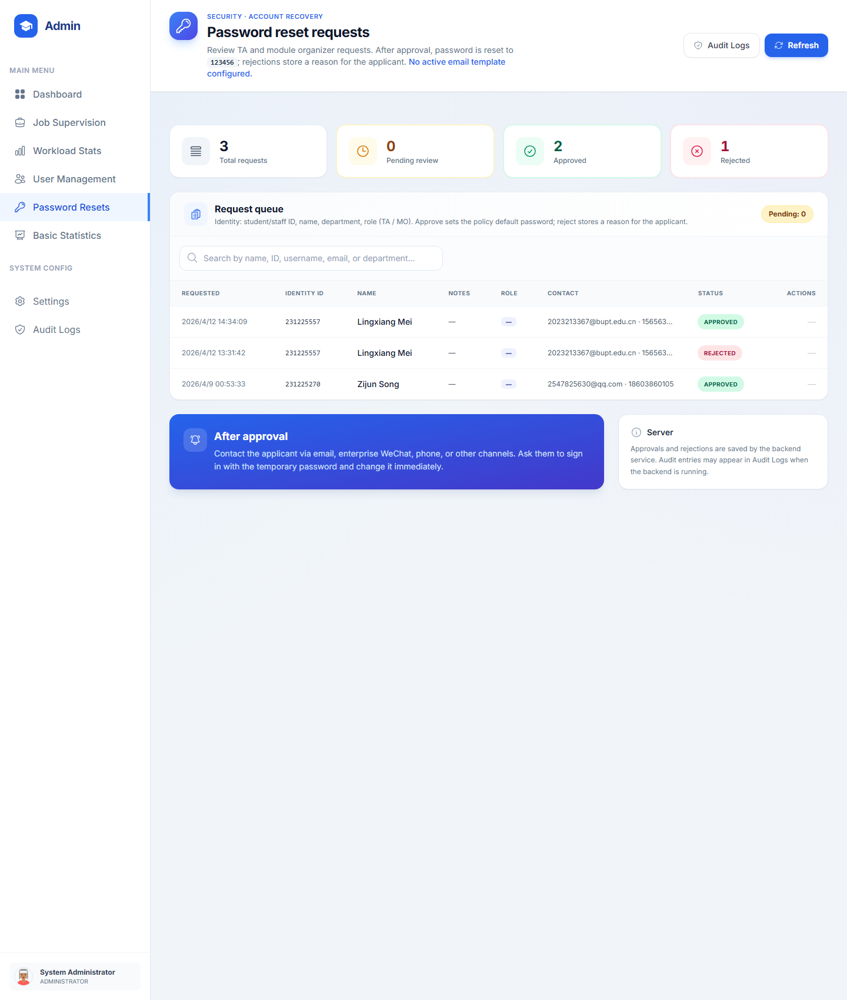 Admin
MAIN MENU
Dashboard
Job Supervision
Workload Stats
User Management
Password Resets
Basic Statistics
SYSTEM CONFIG
Settings
Audit Logs
System Administrator
ADMINISTRATOR
SECURITY · ACCOUNT RECOVERY
Password reset requests
Review TA and module organizer requests. After approval, password is reset to
123456 ; rejections store a reason for the applicant. No active email template
configured.
Audit Logs
Refresh
3
Total requests
0
Pending review
2
Approved
1
Rejected
Request queue
Identity: student/staff ID, name, department, role (TA / MO). Approve sets the policy default password; reject stores a reason for the applicant.
Pending: 0
Search by name, ID, username, email, or department...
REQUESTED IDENTITY ID NAME NOTES ROLE CONTACT STATUS ACTIONS
2026/4/12 14:34:09 231225557 Lingxiang Mei — — 2023213367@bupt.edu.cn · 156563... APPROVED —
2026/4/12 13:31:42 231225557 Lingxiang Mei — — 2023213367@bupt.edu.cn · 156563... REJECTED —
2026/4/9 00:53:33 231225270 Zijun Song — — 2547825630@qq.com · 18603860105 APPROVED —
After approval
Contact the applicant via email, enterprise WeChat, phone, or other channels. Ask them to sign
in with the temporary password and change it immediately.
Server
Approvals and rejections are saved by the backend
service. Audit entries may appear in Audit Logs when
the backend is running.